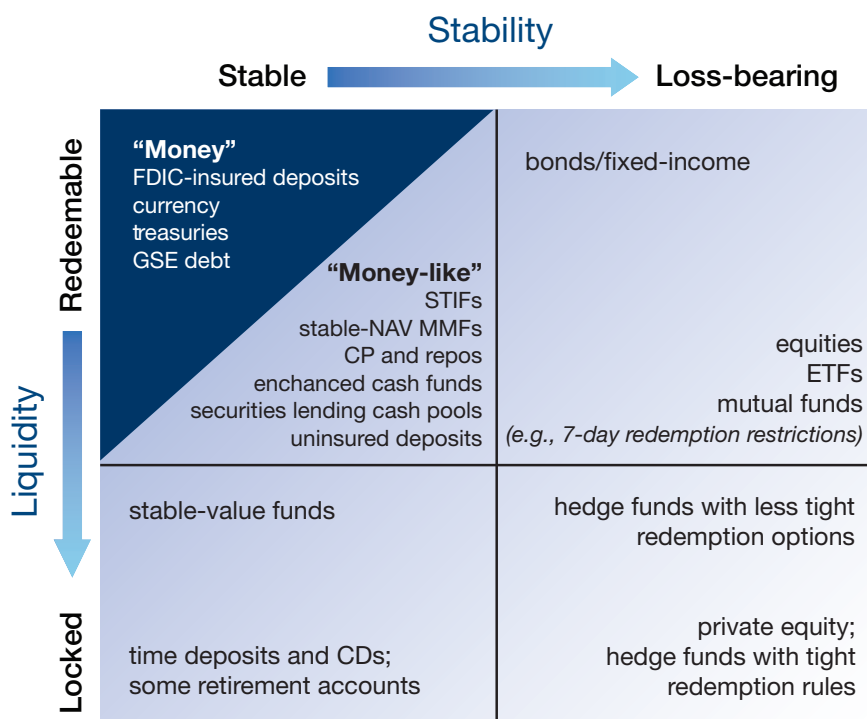 Stability
Stable
Loss-bearing
Redeemable
Liquidity
Locked
“Money”
FDIC-insured deposits
currency
treasuries
GSE debt
“Money-like”
STIFs
stable-NAV MMFs
CP and repos
enchanced cash funds
securities lending cash pools
uninsured deposits
bonds/fixed-income
equities
ETFs
mutual funds
(e.g., 7-day redemption restrictions)
stable-value funds
time deposits and CDs;
some retirement accounts
hedge funds with less tight
redemption options
private equity;
hedge funds with tight
redemption rules